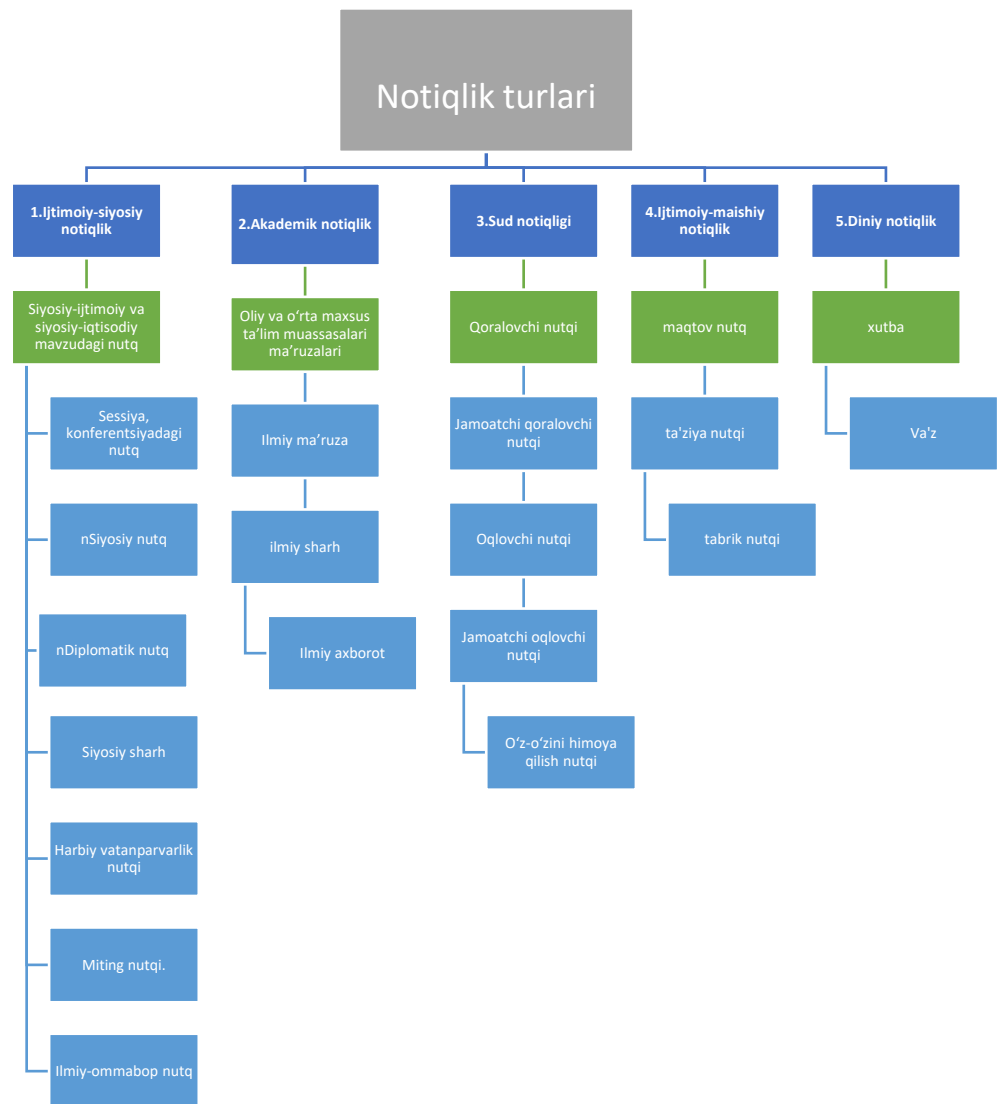 Notiqlik turlari
1.Ijtimoiy-siyosiy
notiqlik
Siyosiy-ijtimoiy va
siyosiy-iqtisodiy
mavzudagi nutq
Sessiya,
konferentsiyadagi
nutq
nSiyosiy nutq
nDiplomatik nutq
Siyosiy sharh
Harbiy vatanparvarlik
nutqi
Miting nutqi.
Ilmiy-ommabop nutq
2.Akademik notiqlik
Oliy va oʻrta maxsus
ta’lim muassasalari
ma’ruzalari
Ilmiy ma’ruza
ilmiy sharh
Ilmiy axborot
3.Sud notiqligi
Qoralovchi nutqi
Jamoatchi qoralovchi
nutqi
Oqlovchi nutqi
Jamoatchi oqlovchi
nutqi
Oʻz-oʻzini himoya
qilish nutqi
4.Ijtimoiy-maishiy
notiqlik
maqtov nutq
ta'ziya nutqi
tabrik nutqi
5.Diniy notiqlik
xutba
Va'z